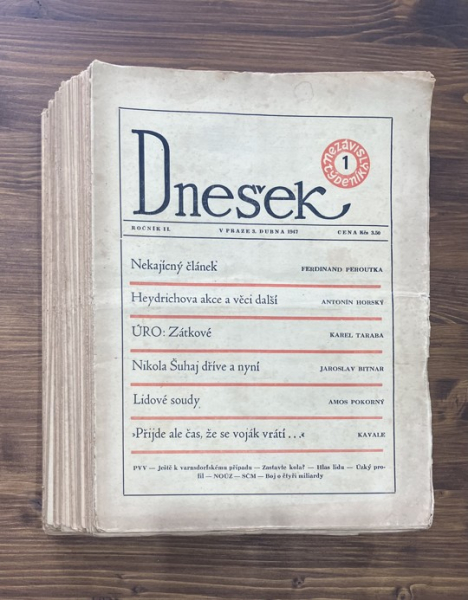 Dnešek
nezávislý týdeník
1
ROČNÍK II. V PRAZE 3. DUBNA 1947 CENA Kčs 3.50
Nekajícný článek FERDINAND PEROUTKA
Heydrichova akce a věci další ANTONÍN HORSKÝ
ÚRO: Zátkové KAREL TARABA
Nikola Šuhaj dříve a nyní JAROSLAV BITNAR
Lidové soudy AMOS POKORNÝ
»Přijde ale čas, že se voják vrátí ...« KAVALE
PYV — Ještě k varnsdorfskému případu — Zastavte kola? — Hlas lidu — Úzký pro-
fil — NOÚZ — SČM — Boj o čtyři miliardy